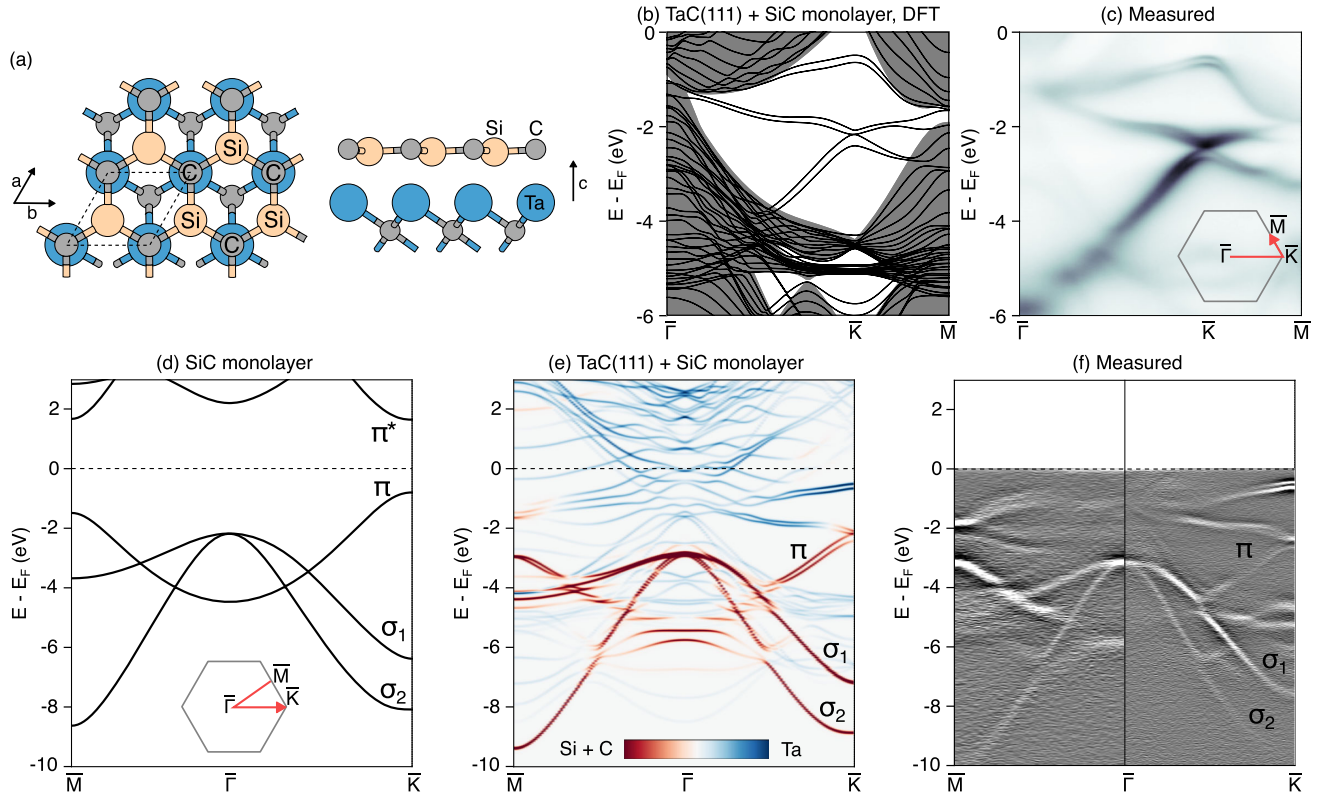 (a)
Si
C
C
Si
Si
C
a
b
Si
C
Ta
c
(b) TaC(111) + SiC monolayer, DFT
E - E_F (eV)
0
-2
-4
-6
Γ̅
K̅
M̅
(c) Measured
0
-2
-4
-6
M̅
Γ̅
K̅
Γ̅
K̅
M̅
(d) SiC monolayer
E - E_F (eV)
2
0
-2
-4
-6
-8
-10
π*
π
σ₁
σ₂
M̅
Γ̅
K̅
M̅
Γ̅
K̅
(e) TaC(111) + SiC monolayer
E - E_F (eV)
2
0
-2
-4
-6
-8
-10
π
σ₁
σ₂
Si + C
Ta
M̅
Γ̅
K̅
(f) Measured
E - E_F (eV)
2
0
-2
-4
-6
-8
-10
π
σ₁
σ₂
M̅
Γ̅
K̅